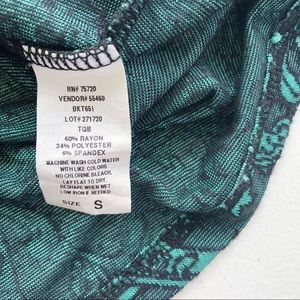 RN# 75720
VENDOR# 55460
BKT651
LOT# 271720
TQB
60% RAYON
34% POLYESTER
6% SPANDEX
MACHINE WASH COLD WATER
WITH LIKE COLORS
NO CHLORINE BLEACH,
LAY FLAT TO DRY,
RESHAPE WHEN WET
LOW IRON IF NEEDED
SIZE S